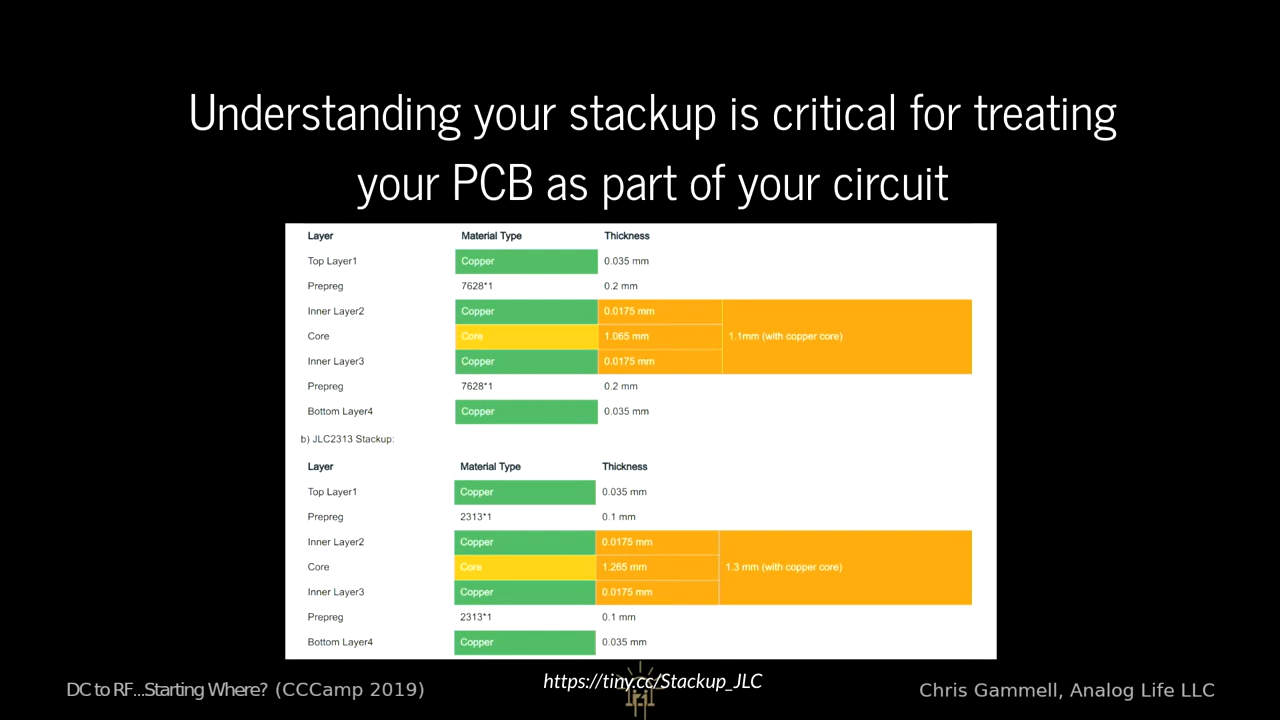 Understanding your stackup is critical for treating
your PCB as part of your circuit
Layer Material Type Thickness
Top Layer1 Copper 0.035 mm
Prepreg 7628*1 0.2 mm
Inner Layer2 Copper 0.0175 mm
Core Core 1.065 mm 1.1mm (with copper core)
Inner Layer3 Copper 0.0175 mm
Prepreg 7628*1 0.2 mm
Bottom Layer4 Copper 0.035 mm
b) JLC2313 Stackup:
Layer Material Type Thickness
Top Layer1 Copper 0.035 mm
Prepreg 2313*1 0.1 mm
Inner Layer2 Copper 0.0175 mm
Core Core 1.265 mm 1.3 mm (with copper core)
Inner Layer3 Copper 0.0175 mm
Prepreg 2313*1 0.1 mm
Bottom Layer4 Copper 0.035 mm
https://tiny.cc/Stackup_JLC
DC to RF...Starting Where? (CCCamp 2019) Chris Gammell, Analog Life LLC